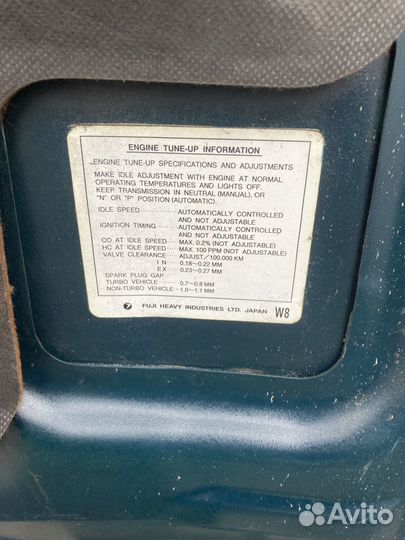 ENGINE TUNE-UP INFORMATION
ENGINE TUNE-UP SPECIFICATIONS AND ADJUSTMENTS
MAKE IDLE ADJUSTMENT WITH ENGINE AT NORMAL
OPERATING TEMPERATURES AND LIGHTS OFF.
KEEP TRANSMISSION IN NEUTRAL (MANUAL), OR
"N" OR "P" POSITION (AUTOMATIC).
IDLE SPEED ············ AUTOMATICALLY CONTROLLED
AND NOT ADJUSTABLE
IGNITION TIMING ······· AUTOMATICALLY CONTROLLED
AND NOT ADJUSTABLE
CO AT IDLE SPEED ······ MAX. 0.2% (NOT ADJUSTABLE)
HC AT IDLE SPEED ······ MAX. 100 PPM (NOT ADJUSTABLE)
VALVE CLEARANCE ······ ADJUST/100.000 KM
IN ······ 0.18~0.22 MM
EX ······ 0.23~0.27 MM
SPARK PLUG GAP
TURBO VEHICLE ········· 0.7~0.8 MM
NON-TURBO VEHICLE ·· 1.0~1.1 MM
7 FUJI HEAVY INDUSTRIES LTD. JAPAN W8
Avito